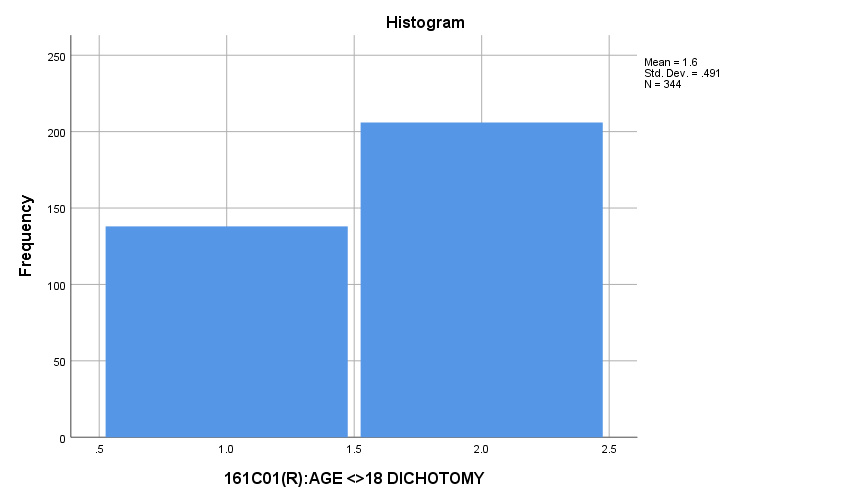 Histogram
Mean = 1.6
Std. Dev. = .491
N = 344
250
200
150
100
50
0
Frequency
.5 1.0 1.5 2.0 2.5
161C01(R):AGE <>18 DICHOTOMY